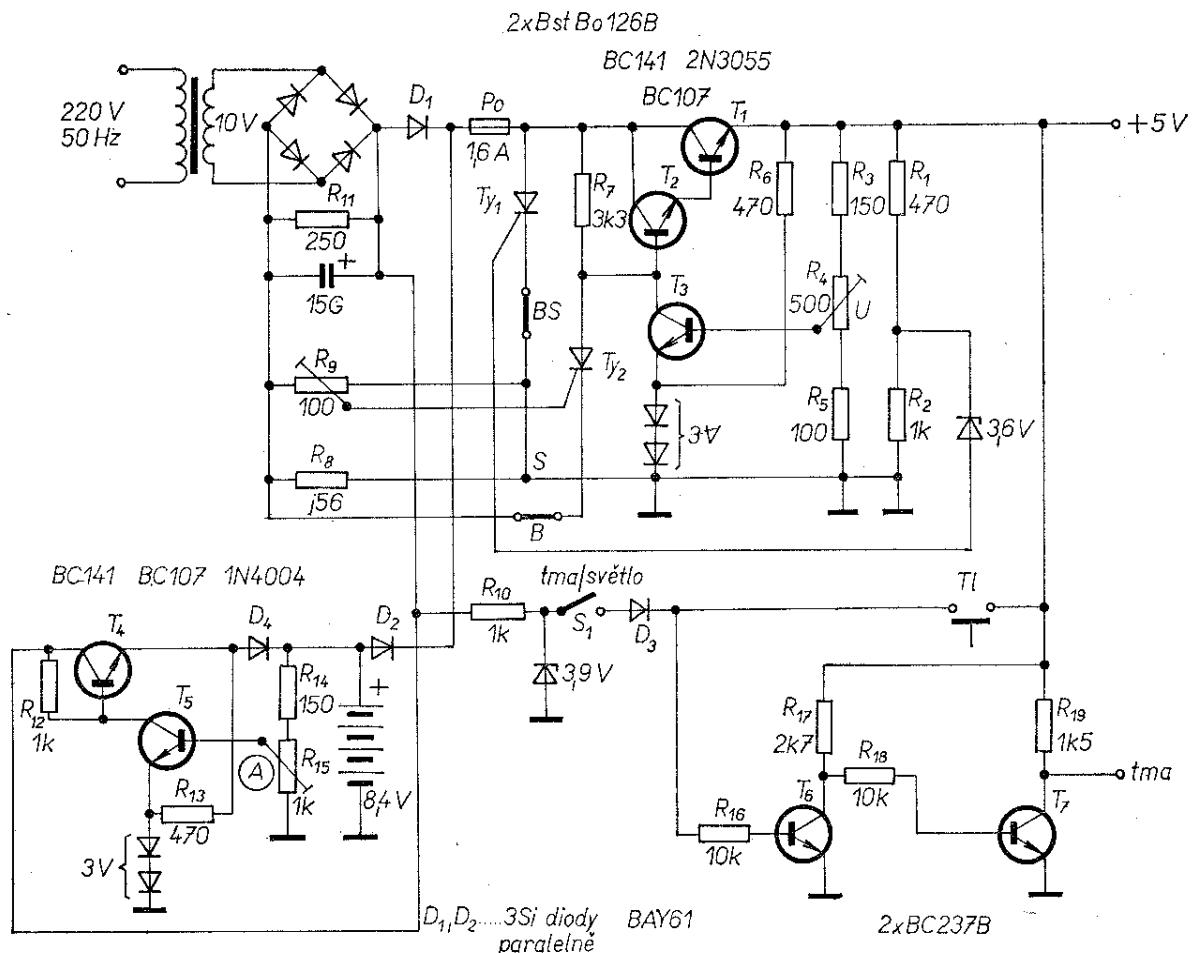 2xBstBo126B
BC141 2N3055
BC107
220 V
50 Hz
10 V
D1
Po
1,6 A
T1
T2
R7
3k3
R6
470
R3
150
R1
470
R11
250
+
15G
Ty1
BS
T3
R4
500
U
R9
100
Ty2
R5
100
R2
1k
3,6 V
3V
R8
j56
S
B
+5V
BC141 BC107 1N4004
T4
D4
D2
R12
1k
T5
R14
150
+
A
R15
1k
8,4 V
R13
470
3V
R10
1k
tma/světlo
S1
D3
3,9 V
Tl
R17
2k7
R18
10k
R19
1k5
tma
R16
10k
T6
T7
D1,D2.....3Si diody BAY61
paralelně
2xBC237B